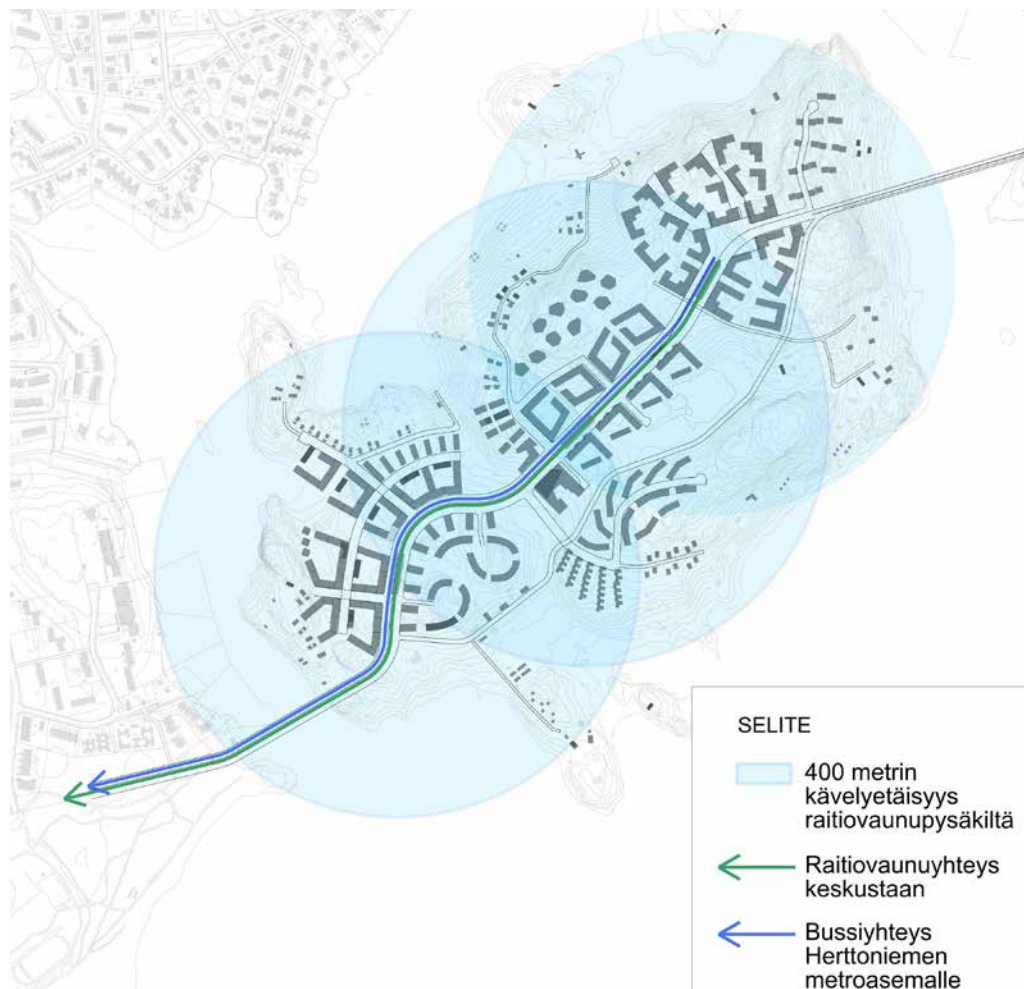 SELITE
400 metrin
kävelyetäisyys
raitiovaunupysäkiltä
Raitiovaunuyhteys
keskustaan
Bussiyhteys
Herttoniemen
metroasemalle